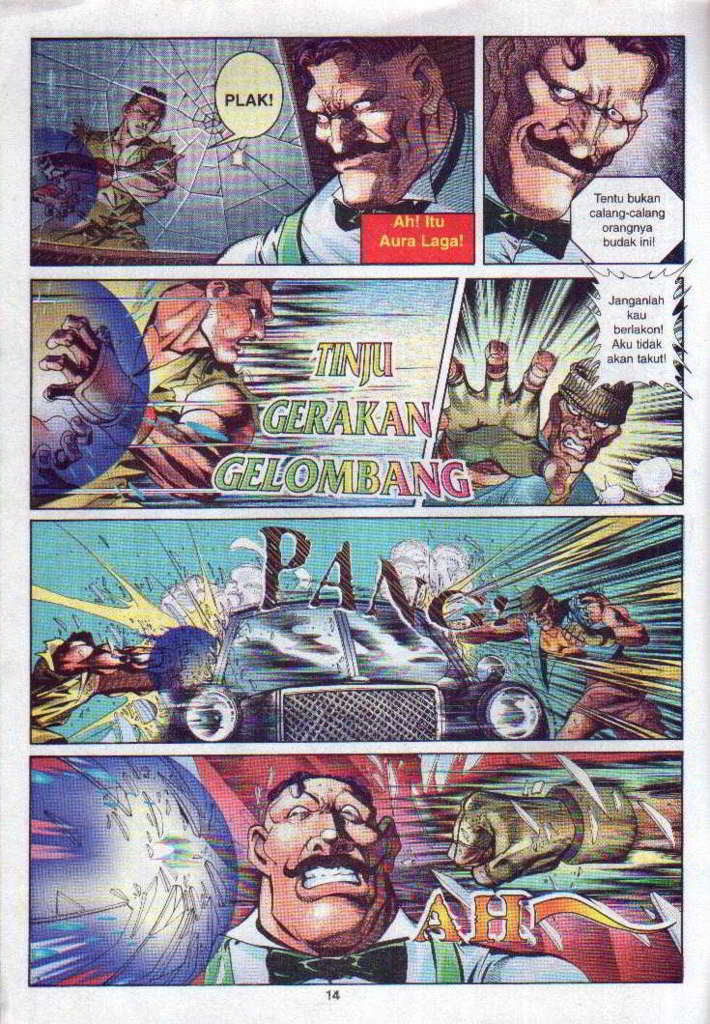 PLAK!
Ah! Itu
Aura Laga!
Tentu bukan
calang-calang
orangnya
budak ini!
TINJU
GERAKAN
GELOMBANG
Janganlah
kau
berlakon!
Aku tidak
akan takut!
PANG!
AH
14